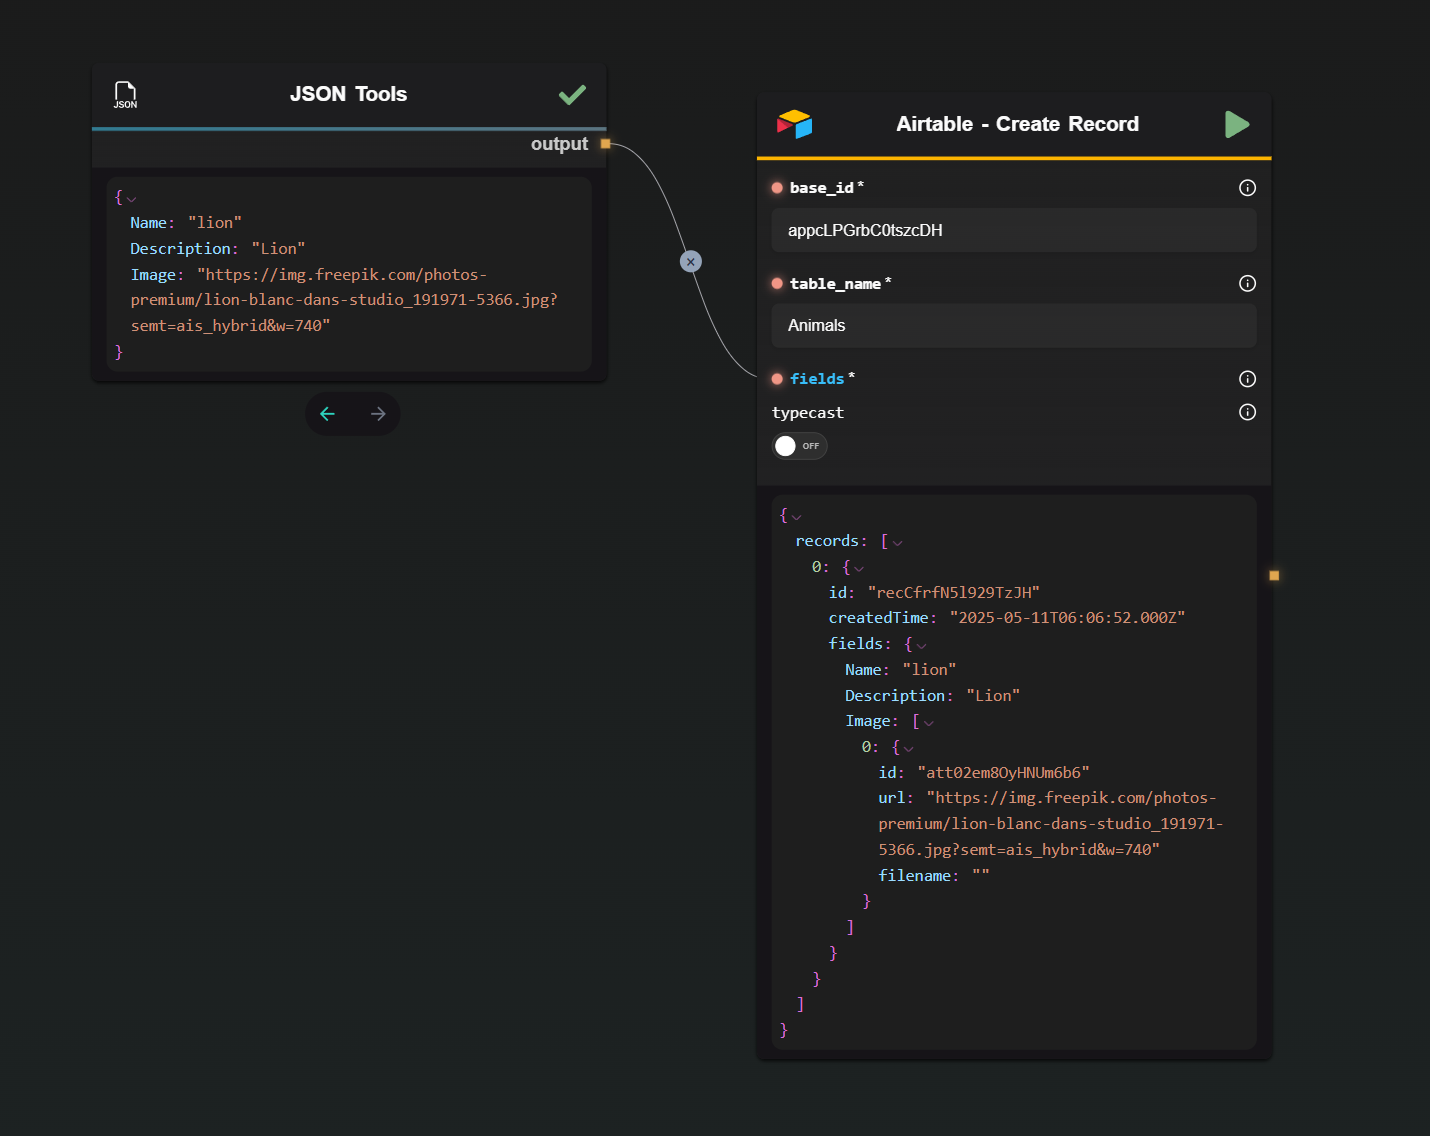 JSON
JSON Tools
output
{
Name: "lion"
Description: "Lion"
Image: "https://img.freepik.com/photos-
premium/lion-blanc-dans-studio_191971-5366.jpg?
semt=ais_hybrid&w=740"
}
Airtable - Create Record
base_id*
appcLPGrbC0tszcDH
table_name*
Animals
fields*
typecast
OFF
{
records: [
0: {
id: "recCfrfN5l929TzJH"
createdTime: "2025-05-11T06:06:52.000Z"
fields: {
Name: "lion"
Description: "Lion"
Image: [
0: {
id: "att02em8OyHNUm6b6"
url: "https://img.freepik.com/photos-
premium/lion-blanc-dans-studio_191971-
5366.jpg?semt=ais_hybrid&w=740"
filename: ""
}
]
}
}
]
}